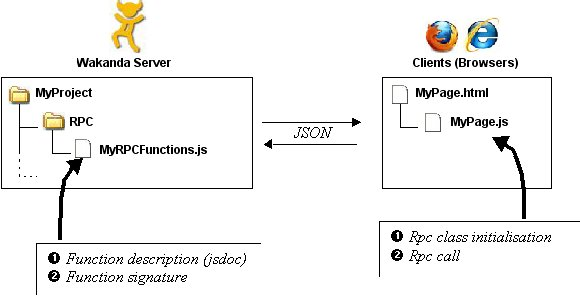 Wakanda Server
MyProject
RPC
MyRPCFunctions.js
JSON
Clients (Browsers)
MyPage.html
MyPage.js
❶ Function description (jsdoc)
❷ Function signature
❶ Rpc class initialisation
❷ Rpc call